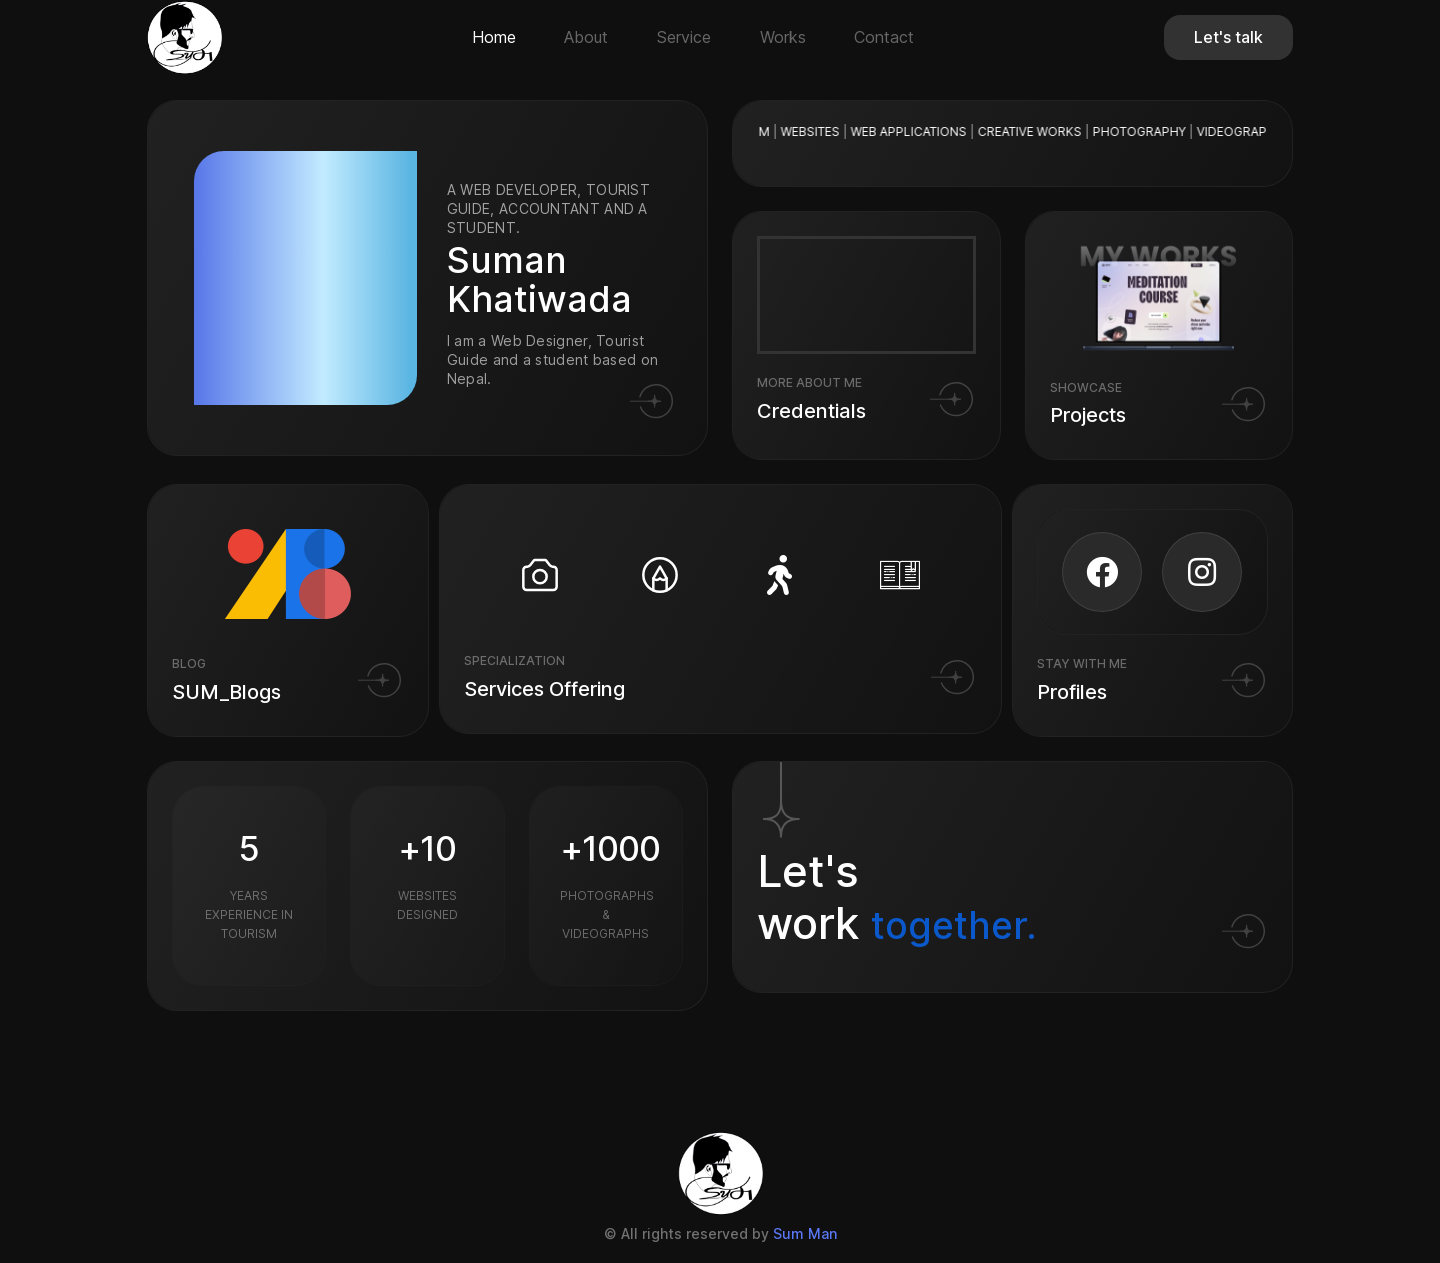 Home About Service Works Contact Let's talk
A WEB DEVELOPER, TOURIST
GUIDE, ACCOUNTANT AND A
STUDENT.
Suman
Khatiwada
I am a Web Designer, Tourist
Guide and a student based on
Nepal.
M | WEBSITES | WEB APPLICATIONS | CREATIVE WORKS | PHOTOGRAPHY | VIDEOGRAP
MORE ABOUT ME
Credentials
MY WORKS
MEDITATION
COURSE
SHOWCASE
Projects
BLOG
SUM_Blogs
SPECIALIZATION
Services Offering
STAY WITH ME
Profiles
5
YEARS
EXPERIENCE IN
TOURISM
+10
WEBSITES
DESIGNED
+1000
PHOTOGRAPHS
&
VIDEOGRAPHS
Let's
work together.
© All rights reserved by Sum Man